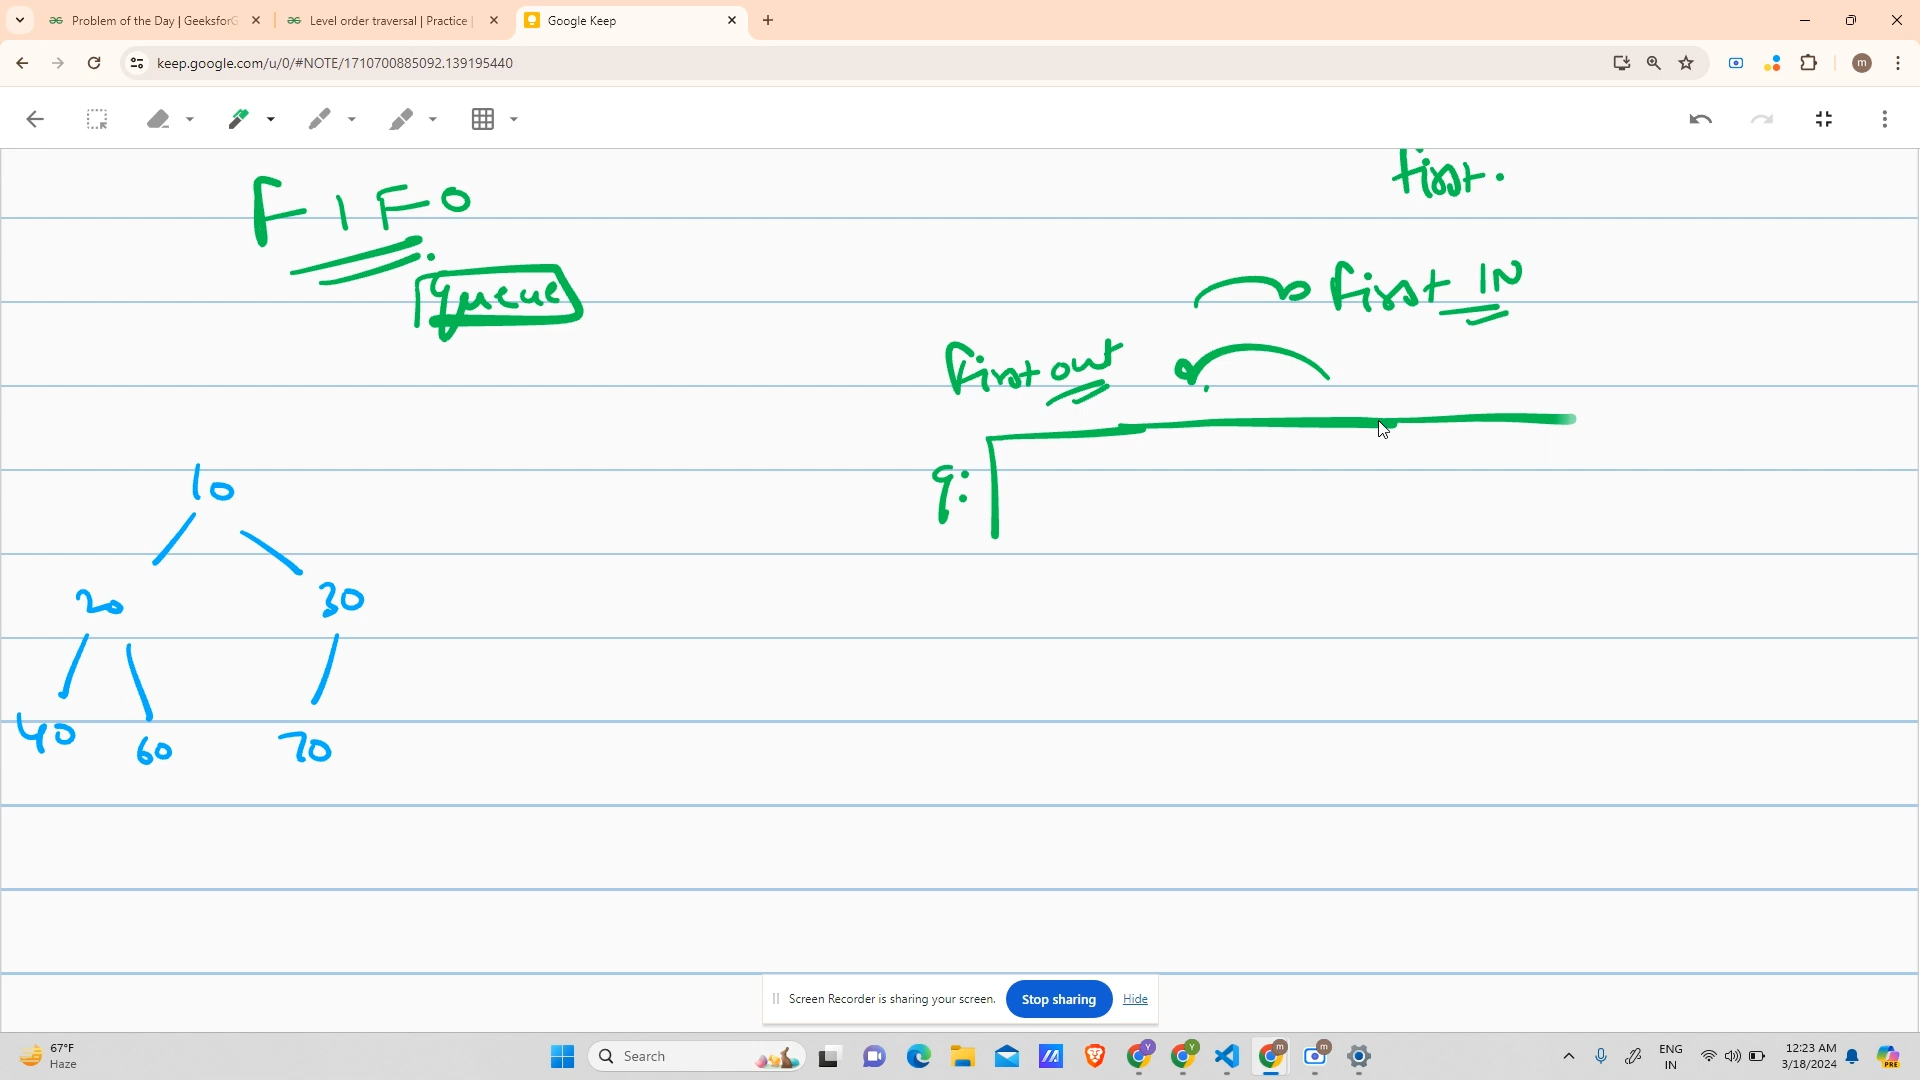 Problem of the Day | GeeksforG
Level order traversal | Practice |
Google Keep
keep.google.com/u/0/#NOTE/1710700885092.139195440
m
first.
FIFO
queue
first IN
first out
q:
10
20 30
40 60 70
Screen Recorder is sharing your screen. Stop sharing Hide
67°F
Haze
Search
ENG
IN
12:23 AM
3/18/2024